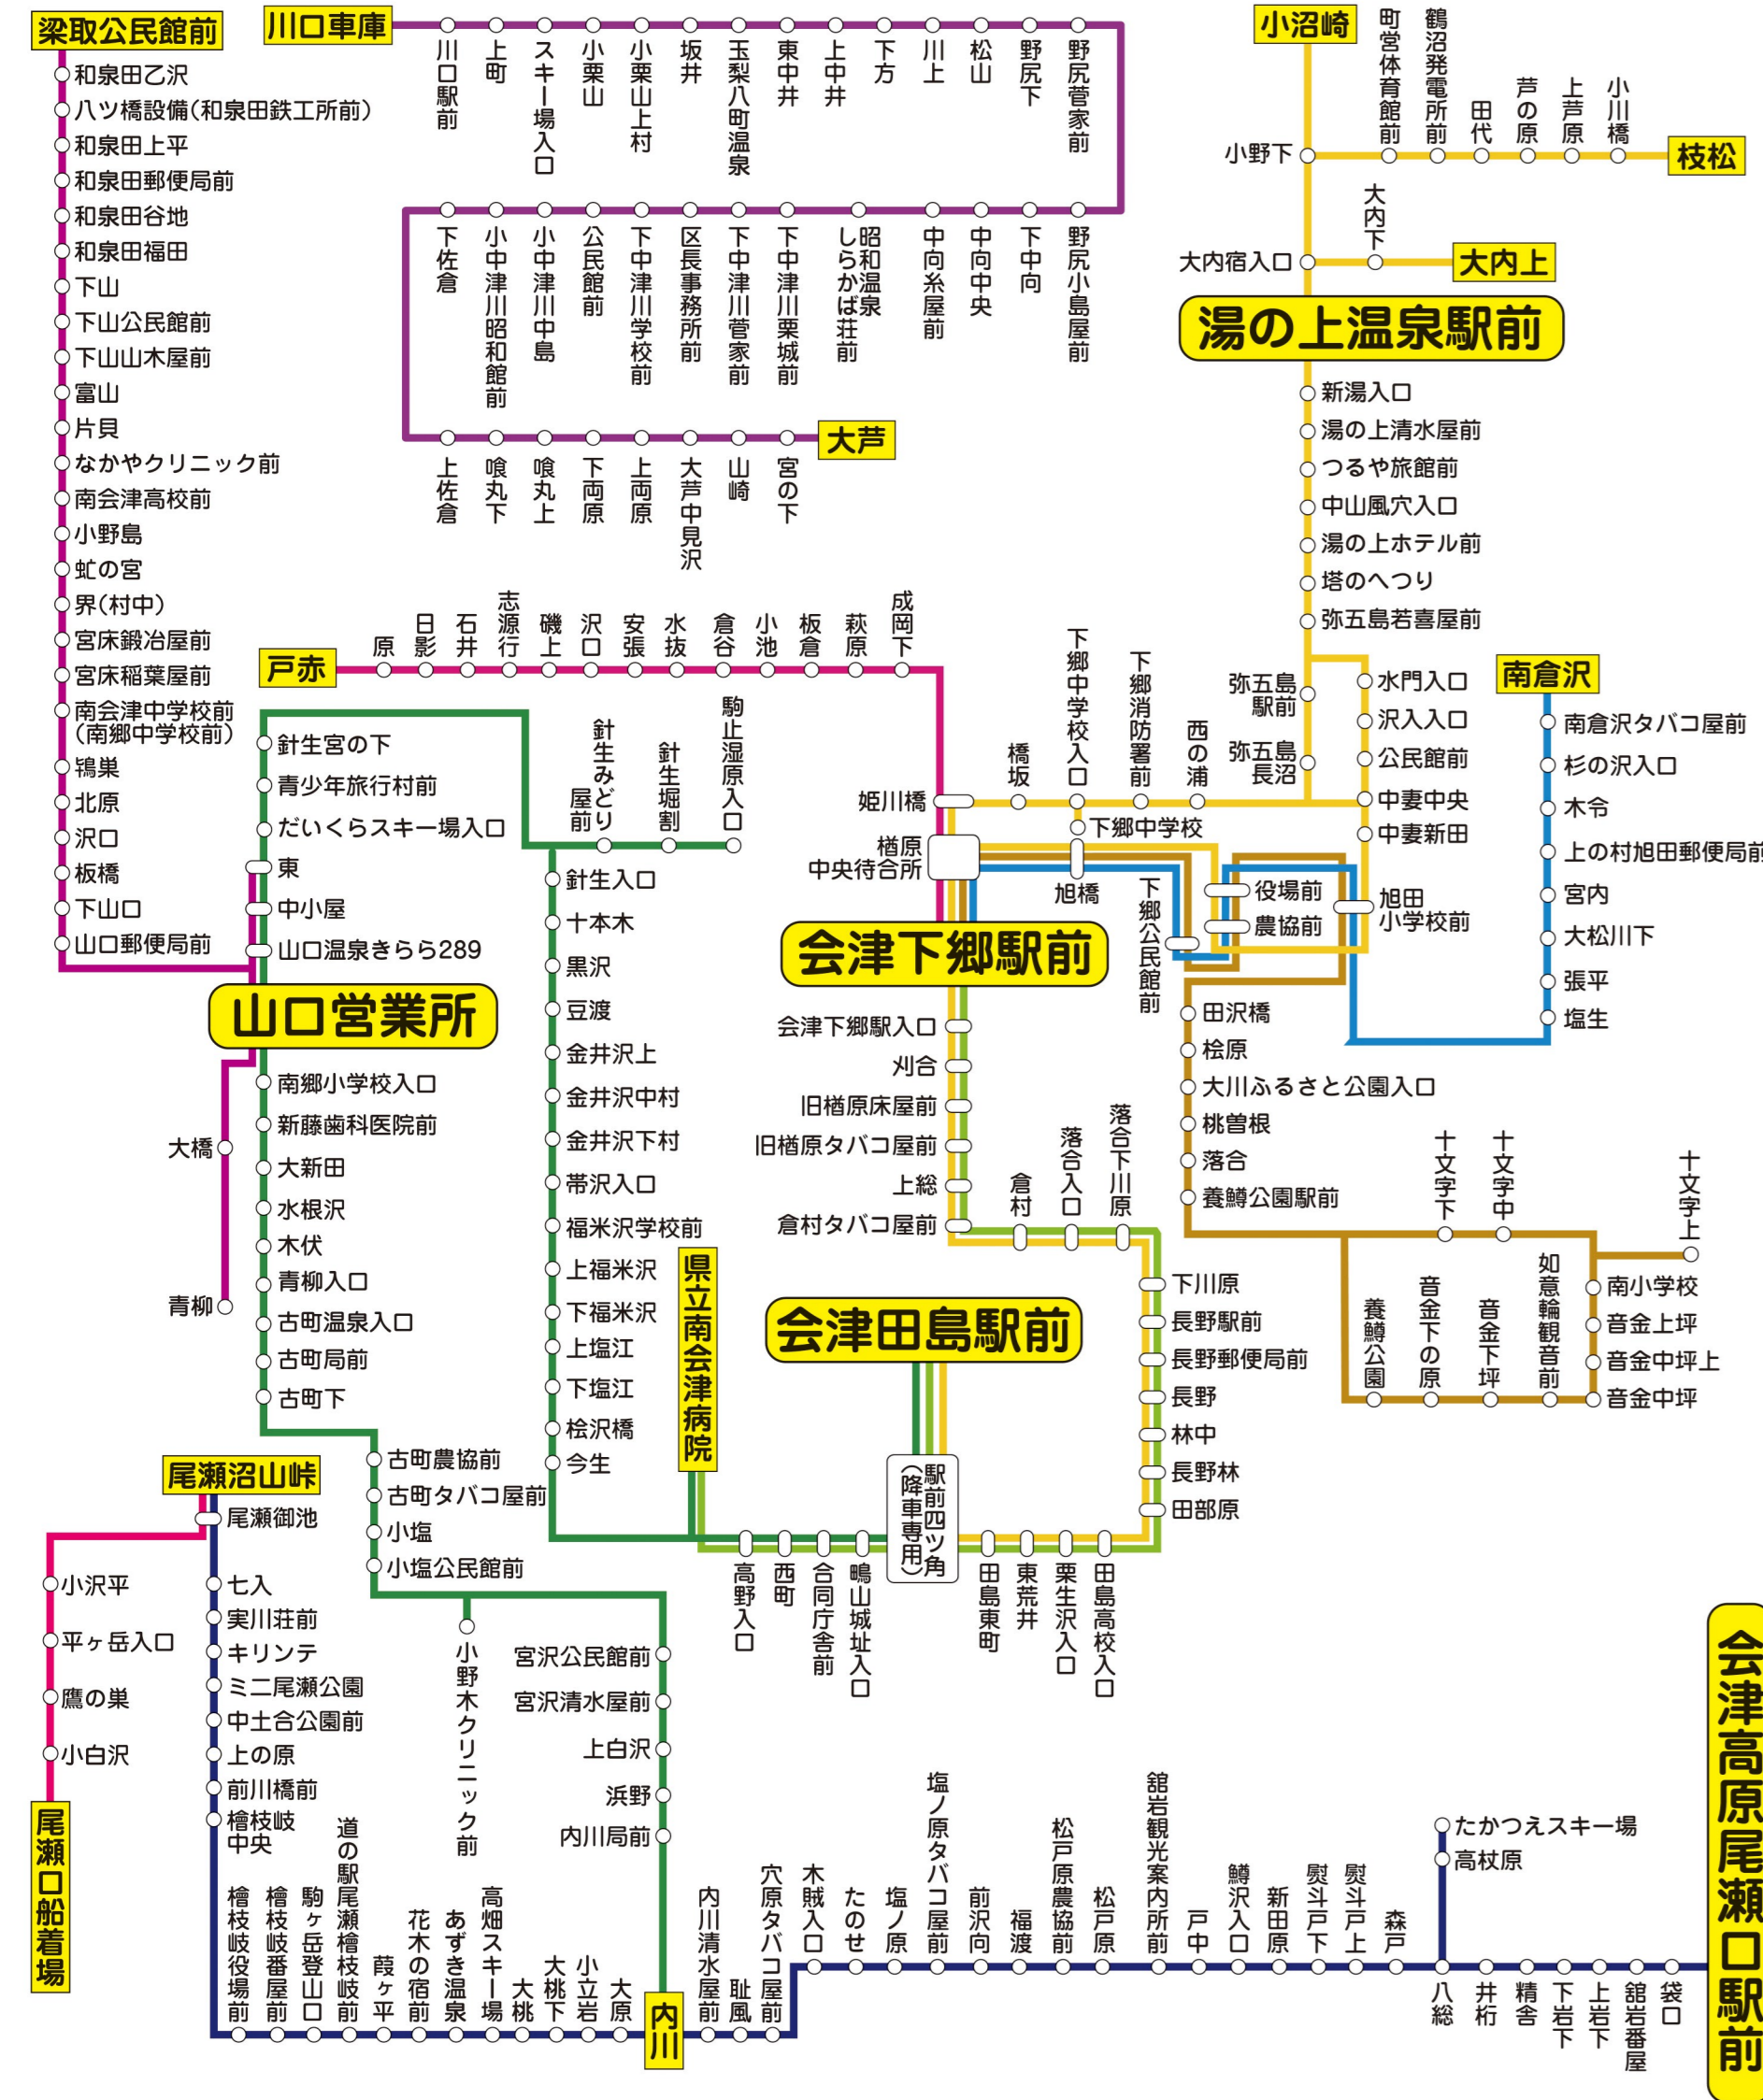 梁取公民館前
和泉田乙沢
八ツ橋設備(和泉田鉄工所前)
和泉田上平
和泉田郵便局前
和泉田谷地
和泉田福田
下山
下山公民館前
下山山木屋前
富山
片貝
なかやクリニック前
南会津高校前
小野島
虹の宮
界(村中)
宮床鍛冶屋前
宮床稲葉屋前
南会津中学校前
(南郷中学校前)
鴇巣
北原
沢口
板橋
下山口
山口郵便局前
川口車庫
川口駅前
上町
スキー場入口
小栗山
小栗山上村
坂井
玉梨八町温泉
東中井
上中井
下方
川上
松山
野尻下
野尻菅家前
下佐倉
小中津川昭和館前
小中津川中島
公民館前
下中津川学校前
区長事務所前
下中津川菅家前
下中津川栗城前
昭和温泉
しらかば荘前
中向糸屋前
中向中央
下中向
野尻小島屋前
上佐倉
喰丸下
喰丸上
下両原
上両原
大芦中見沢
山崎
宮の下
大芦
小沼崎
小野下
町営体育館前
鶴沼発電所前
田代
芦の原
上芦原
小川橋
枝松
大内宿入口
大内下
大内上
湯の上温泉駅前
新湯入口
湯の上清水屋前
つるや旅館前
中山風穴入口
湯の上ホテル前
塔のへつり
弥五島若喜屋前
弥五島
駅前
弥五島
長沼
水門入口
沢入入口
公民館前
中妻中央
中妻新田
南倉沢
南倉沢タバコ屋前
杉の沢入口
木令
上の村旭田郵便局前
宮内
大松川下
張平
塩生
戸赤
原
日影
石井
志源行
磯上
沢口
安張
水抜
倉谷
小池
板倉
萩原
成岡下
姫川橋
橋坂
下郷中学校入口
下郷消防署前
西の浦
下郷中学校
楢原
中央待合所
旭橋
下郷公民館前
役場前
農協前
旭田
小学校前
会津下郷駅前
針生宮の下
青少年旅行村前
だいくらスキー場入口
東
中小屋
山口温泉きらら289
山口営業所
針生みどり
屋前
針生堀割
駒止湿原入口
針生入口
十本木
黒沢
豆渡
金井沢上
金井沢中村
金井沢下村
帯沢入口
福米沢学校前
上福米沢
下福米沢
上塩江
下塩江
桧沢橋
今生
南郷小学校入口
新藤歯科医院前
大新田
水根沢
木伏
青柳入口
古町温泉入口
古町局前
古町下
大橋
青柳
会津下郷駅入口
刈合
旧楢原床屋前
旧楢原タバコ屋前
上総
倉村タバコ屋前
倉村
落合入口
落合下川原
下川原
長野駅前
長野郵便局前
長野
林中
長野林
田部原
田沢橋
桧原
大川ふるさと公園入口
桃曽根
落合
養鱒公園駅前
十文字下
十文字中
十文字上
養鱒公園
音金下の原
音金下坪
如意輪観音前
南小学校
音金上坪
音金中坪上
音金中坪
県立南会津病院
会津田島駅前
駅前四ツ角
(降車専用)
高野入口
西町
合同庁舎前
鴫山城址入口
田島東町
東荒井
栗生沢入口
田島高校入口
古町農協前
古町タバコ屋前
小塩
小塩公民館前
小野木クリニック前
宮沢公民館前
宮沢清水屋前
上白沢
浜野
内川局前
尾瀬沼山峠
尾瀬御池
小沢平
平ヶ岳入口
鷹の巣
小白沢
尾瀬口船着場
七入
実川荘前
キリンテ
ミニ尾瀬公園
中土合公園前
上の原
前川橋前
檜枝岐
中央
檜枝岐役場前
檜枝岐番屋前
駒ヶ岳登山口
道の駅尾瀬檜枝岐前
葭ヶ平
花木の宿前
あずき温泉
高畑スキー場
大桃
大桃下
小立岩
大原
内川
内川清水屋前
耻風
穴原タバコ屋前
木賊入口
たのせ
塩ノ原
塩ノ原タバコ屋前
前沢向
福渡
松戸原農協前
松戸原
舘岩観光案内所前
戸中
鱒沢入口
新田原
熨斗戸下
熨斗戸上
森戸
たかつえスキー場
高杖原
八総
井桁
精舎
下岩下
上岩下
舘岩番屋
袋口
会津高原尾瀬口駅前